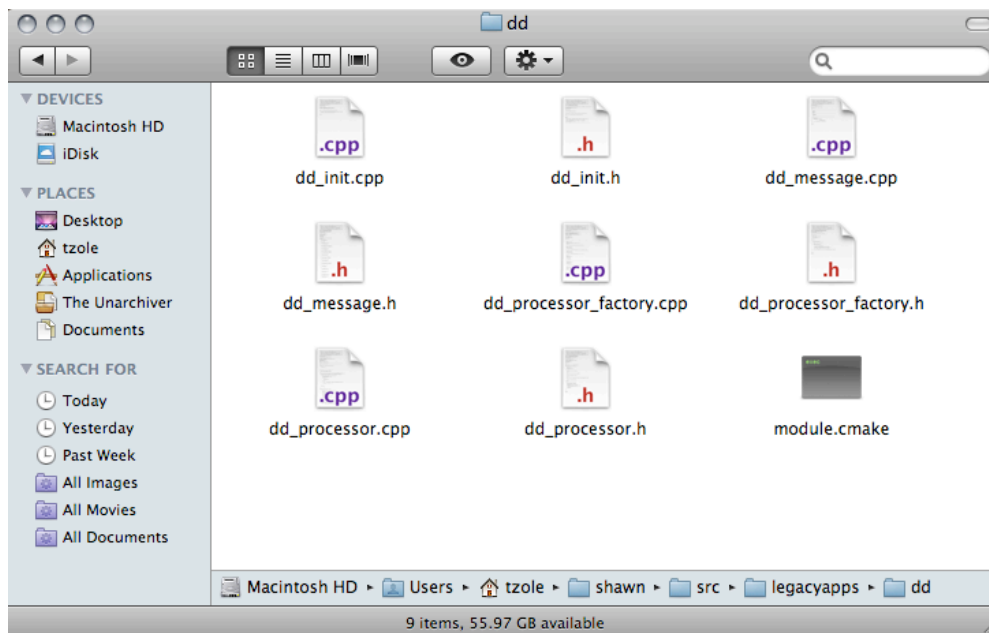 dd
DEVICES
Macintosh HD
iDisk
PLACES
Desktop
tzole
Applications
The Unarchiver
Documents
SEARCH FOR
Today
Yesterday
Past Week
All Images
All Movies
All Documents
.cpp .h .cpp
dd_init.cpp dd_init.h dd_message.cpp
.h .cpp .h
dd_message.h dd_processor_factory.cpp dd_processor_factory.h
.cpp .h
dd_processor.cpp dd_processor.h module.cmake
Macintosh HD ▸ Users ▸ tzole ▸ shawn ▸ src ▸ legacyapps ▸ dd
9 items, 55.97 GB available